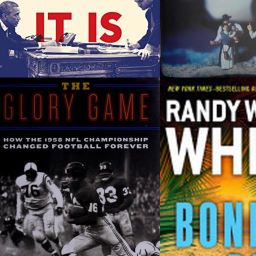 IT IS
THE
GLORY GAME
HOW THE 1958 NFL CHAMPIONSHIP
CHANGED FOOTBALL FOREVER
NEW YORK TIMES-BESTSELLING
RANDY W
WH
BON